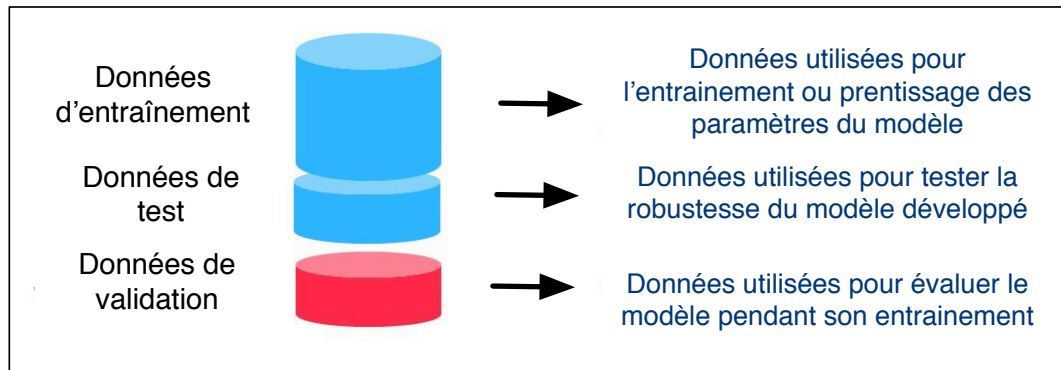 Données
d'entraînement
Données utilisées pour
l'entrainement ou prentissage des
paramètres du modèle
Données de
test
Données utilisées pour tester la
robustesse du modèle développé
Données de
validation
Données utilisées pour évaluer le
modèle pendant son entrainement